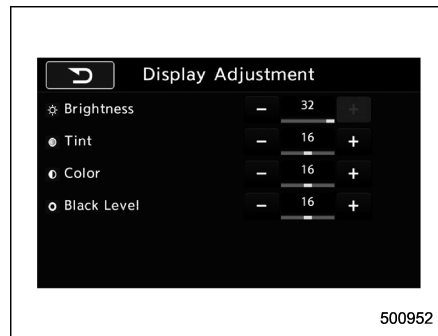 Display Adjustment
Brightness − 32 +
Tint − 16 +
Color − 16 +
Black Level − 16 +
500952